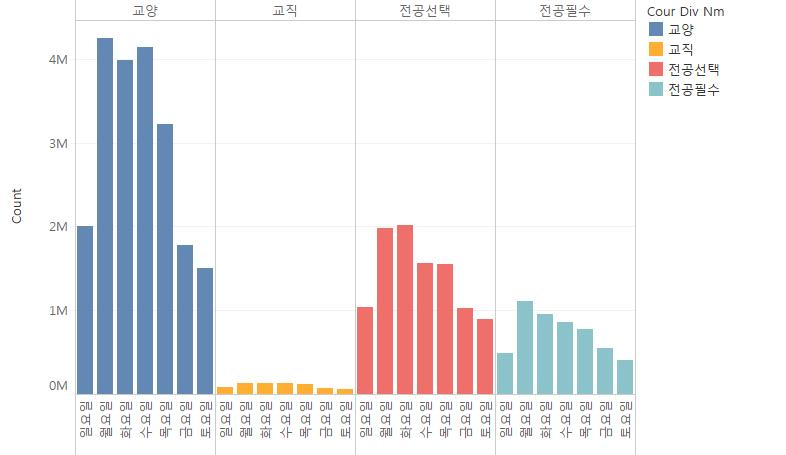 교양 교직 전공선택 전공필수
Cour Div Nm
교양
교직
전공선택
전공필수
4M
3M
2M
1M
0M
Count
일요일 월요일 화요일 수요일 목요일 금요일 토요일 일요일 월요일 화요일 수요일 목요일 금요일 토요일 일요일 월요일 화요일 수요일 목요일 금요일 토요일 일요일 월요일 화요일 수요일 목요일 금요일 토요일